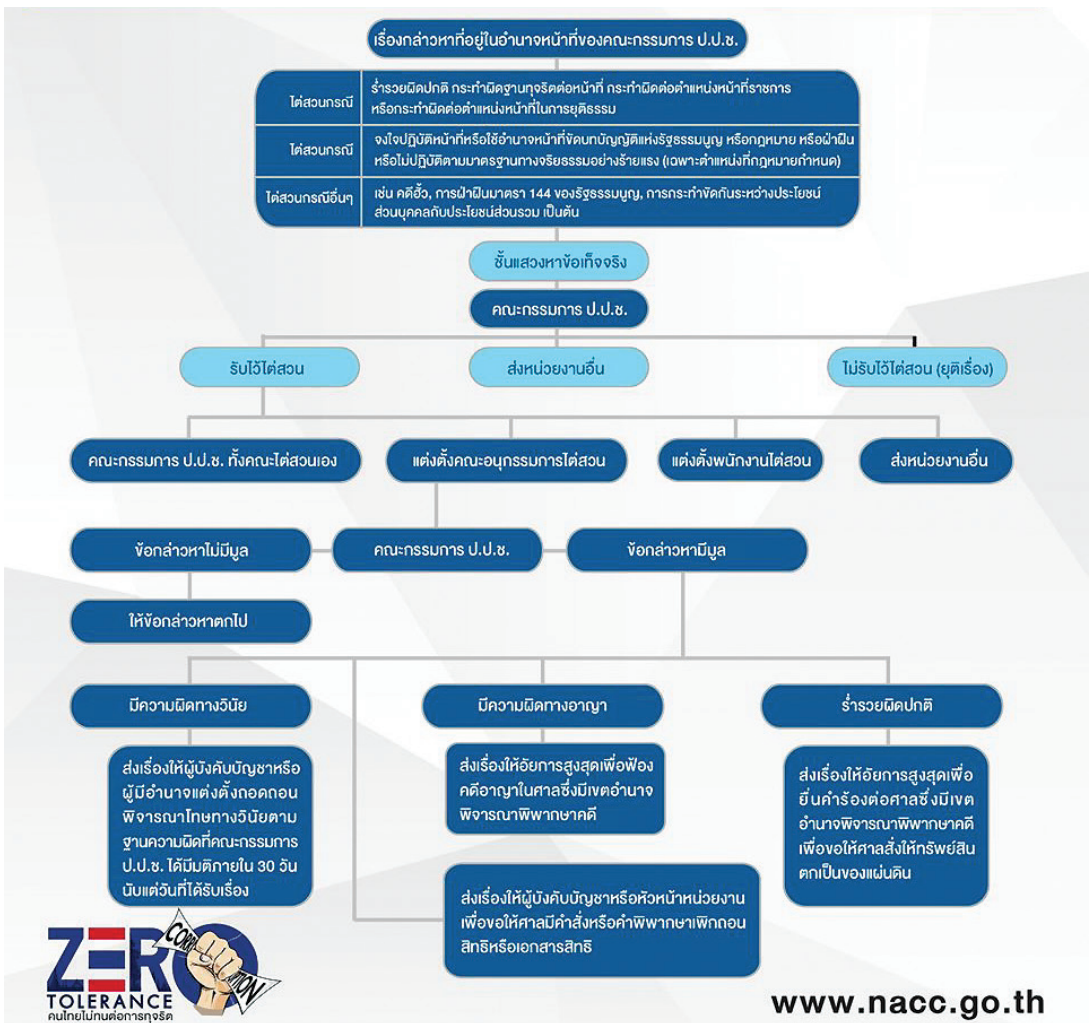 เรื่องกล่าวหาที่อยู่ในอำนาจหน้าที่ของคณะกรรมการ ป.ป.ช.
ไต่สวนกรณี
ร่ำรวยผิดปกติ กระทำผิดฐานทุจริตต่อหน้าที่ กระทำผิดต่อตำแหน่งหน้าที่ราชการ
หรือกระทำผิดต่อตำแหน่งหน้าที่ในการยุติธรรม
ไต่สวนกรณี
จงใจปฏิบัติหน้าที่หรือใช้อำนาจหน้าที่ขัดบทบัญญัติแห่งรัฐธรรมนูญ หรือกฎหมาย หรือฝ่าฝืน
หรือไม่ปฏิบัติตามมาตรฐานทางจริยธรรมอย่างร้ายแรง (เฉพาะตำแหน่งที่กฎหมายกำหนด)
ไต่สวนกรณีอื่นๆ
เช่น คดีฮั้ว, การฝ่าฝืนมาตรา 144 ของรัฐธรรมนูญ, การกระทำขัดกันระหว่างประโยชน์
ส่วนบุคคลกับประโยชน์ส่วนรวม เป็นต้น
ชั้นแสวงหาข้อเท็จจริง
คณะกรรมการ ป.ป.ช.
รับไว้ไต่สวน
ส่งหน่วยงานอื่น
ไม่รับไว้ไต่สวน (ยุติเรื่อง)
คณะกรรมการ ป.ป.ช. ทั้งคณะไต่สวนเอง
แต่งตั้งคณะอนุกรรมการไต่สวน
แต่งตั้งพนักงานไต่สวน
ส่งหน่วยงานอื่น
ข้อกล่าวหาไม่มีมูล
คณะกรรมการ ป.ป.ช.
ข้อกล่าวหามีมูล
ให้ข้อกล่าวหาตกไป
มีความผิดทางวินัย
มีความผิดทางอาญา
ร่ำรวยผิดปกติ
ส่งเรื่องให้ผู้บังคับบัญชาหรือ
ผู้มีอำนาจแต่งตั้งถอดถอน
พิจารณาโทษทางวินัยตาม
ฐานความผิดที่คณะกรรมการ
ป.ป.ช. ได้มีมติภายใน 30 วัน
นับแต่วันที่ได้รับเรื่อง
ส่งเรื่องให้อัยการสูงสุดเพื่อฟ้อง
คดีอาญาในศาลซึ่งมีเขตอำนาจ
พิจารณาพิพากษาคดี
ส่งเรื่องให้อัยการสูงสุดเพื่อ
ยื่นคำร้องต่อศาลซึ่งมีเขต
อำนาจพิจารณาพิพากษาคดี
เพื่อขอให้ศาลสั่งให้ทรัพย์สิน
ตกเป็นของแผ่นดิน
ส่งเรื่องให้ผู้บังคับบัญชาหรือหัวหน้าหน่วยงาน
เพื่อขอให้ศาลมีคำสั่งหรือคำพิพากษาเพิกถอน
สิทธิหรือเอกสารสิทธิ
ZERO
CORRUPTION
TOLERANCE
คนไทยไม่ทนต่อการทุจริต
www.nacc.go.th